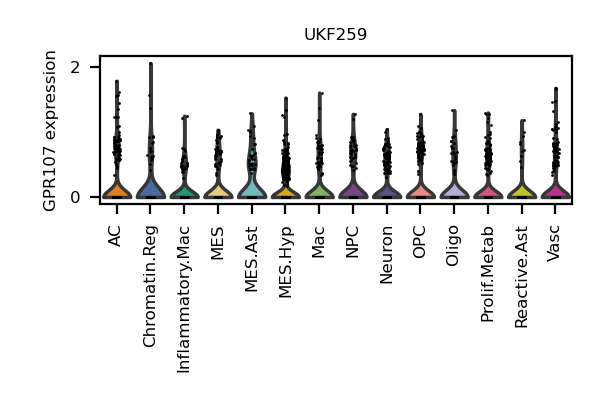 UKF259
GPR107 expression
2
0
AC
Chromatin.Reg
Inflammatory.Mac
MES
MES.Ast
MES.Hyp
Mac
NPC
Neuron
OPC
Oligo
Prolif.Metab
Reactive.Ast
Vasc